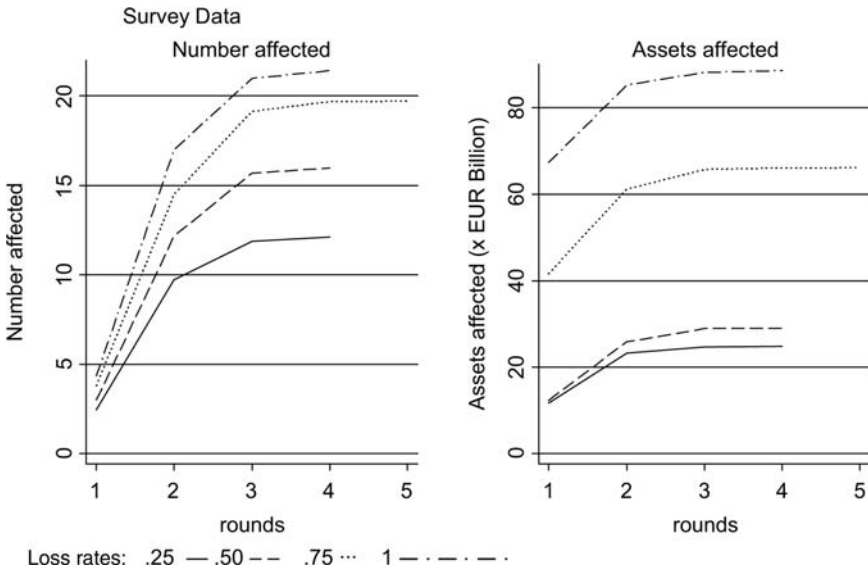 Survey Data
Number affected
Number affected
0
5
10
15
20
1 2 3 4 5
rounds
Assets affected
Assets affected (x EUR Billion)
0
20
40
60
80
1 2 3 4 5
rounds
Loss rates: .25 .50 .75 1